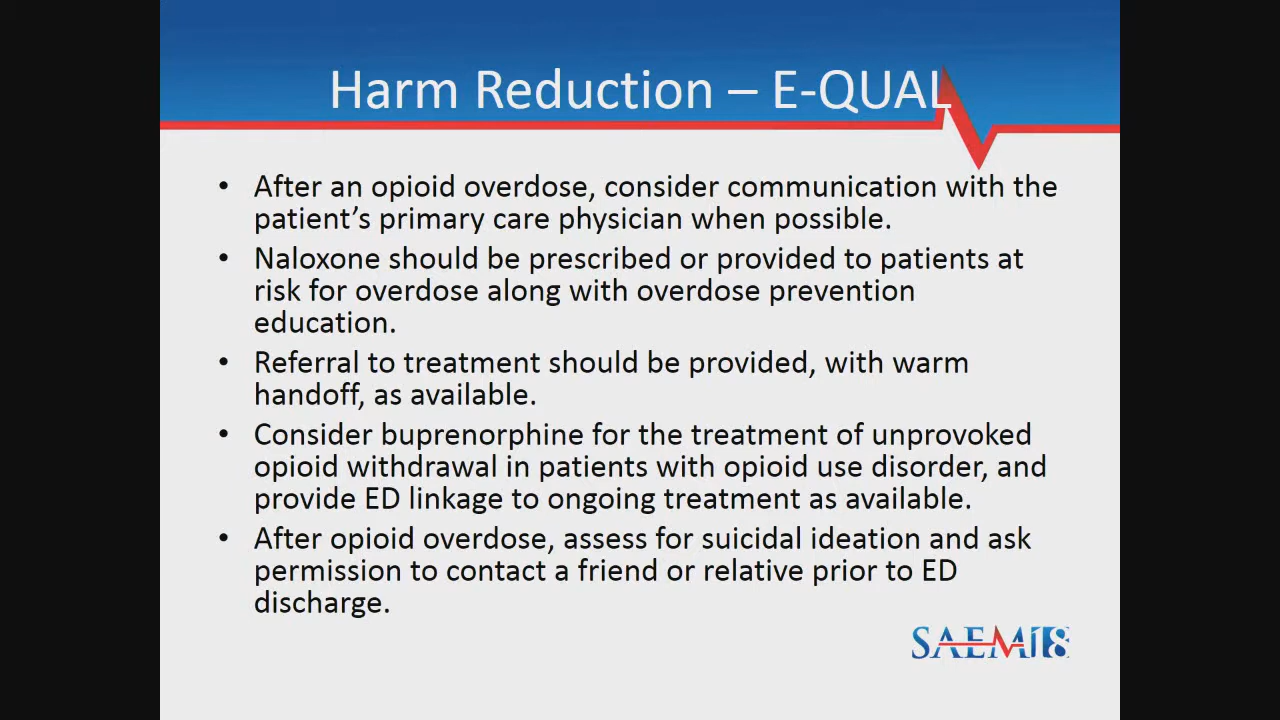 Harm Reduction – E-QUAL
• After an opioid overdose, consider communication with the
patient’s primary care physician when possible.
• Naloxone should be prescribed or provided to patients at
risk for overdose along with overdose prevention
education.
• Referral to treatment should be provided, with warm
handoff, as available.
• Consider buprenorphine for the treatment of unprovoked
opioid withdrawal in patients with opioid use disorder, and
provide ED linkage to ongoing treatment as available.
• After opioid overdose, assess for suicidal ideation and ask
permission to contact a friend or relative prior to ED
discharge.
SAEM18